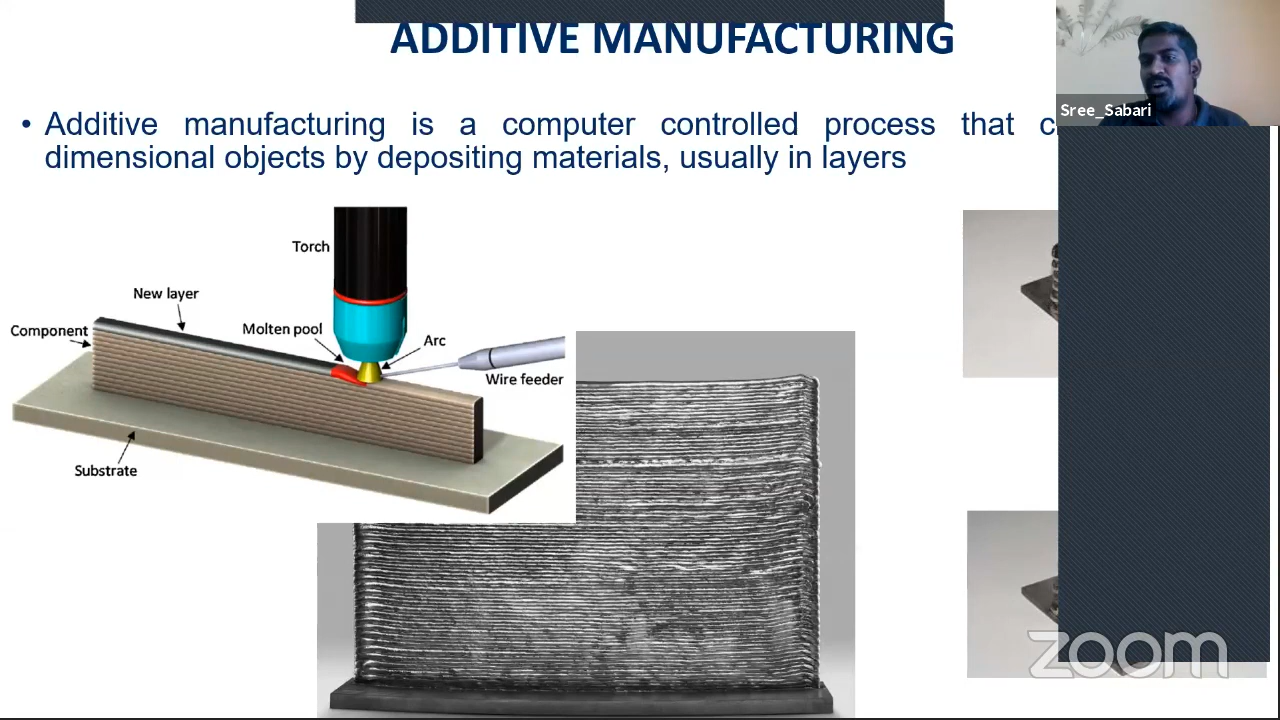 ADDITIVE MANUFACTURING
Sree_Sabari
• Additive manufacturing is a computer controlled process that
dimensional objects by depositing materials, usually in layers
Torch
New layer
Molten pool
Component
Arc
Wire feeder
Substrate
zoom